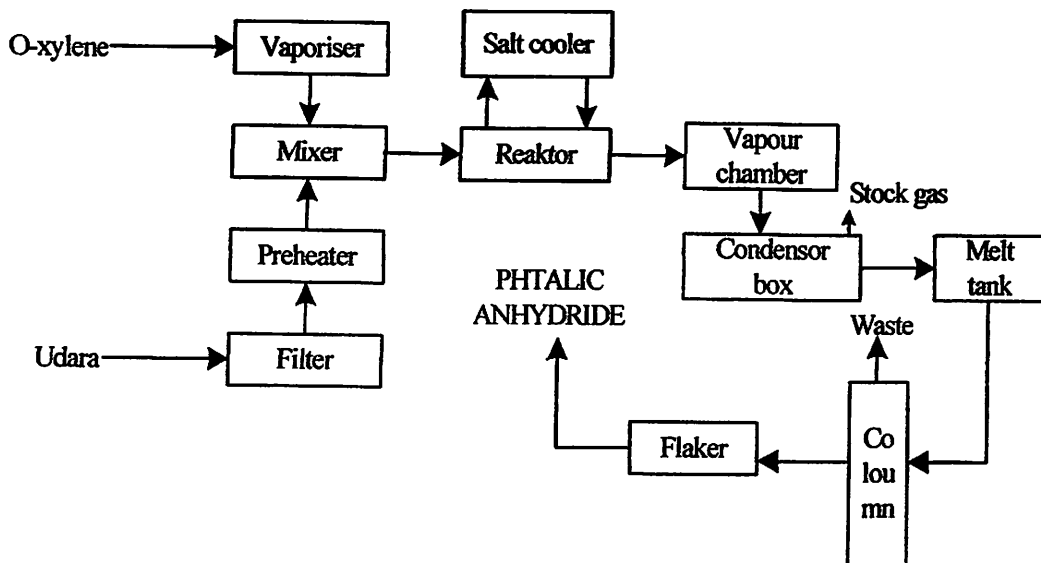 O-xylene
Vaporiser
Salt cooler
Mixer
Reaktor
Vapour
chamber
Stock gas
Preheater
Condensor
box
Melt
tank
PHTALIC
ANHYDRIDE
Waste
Udara
Filter
Flaker
Co
lou
mn